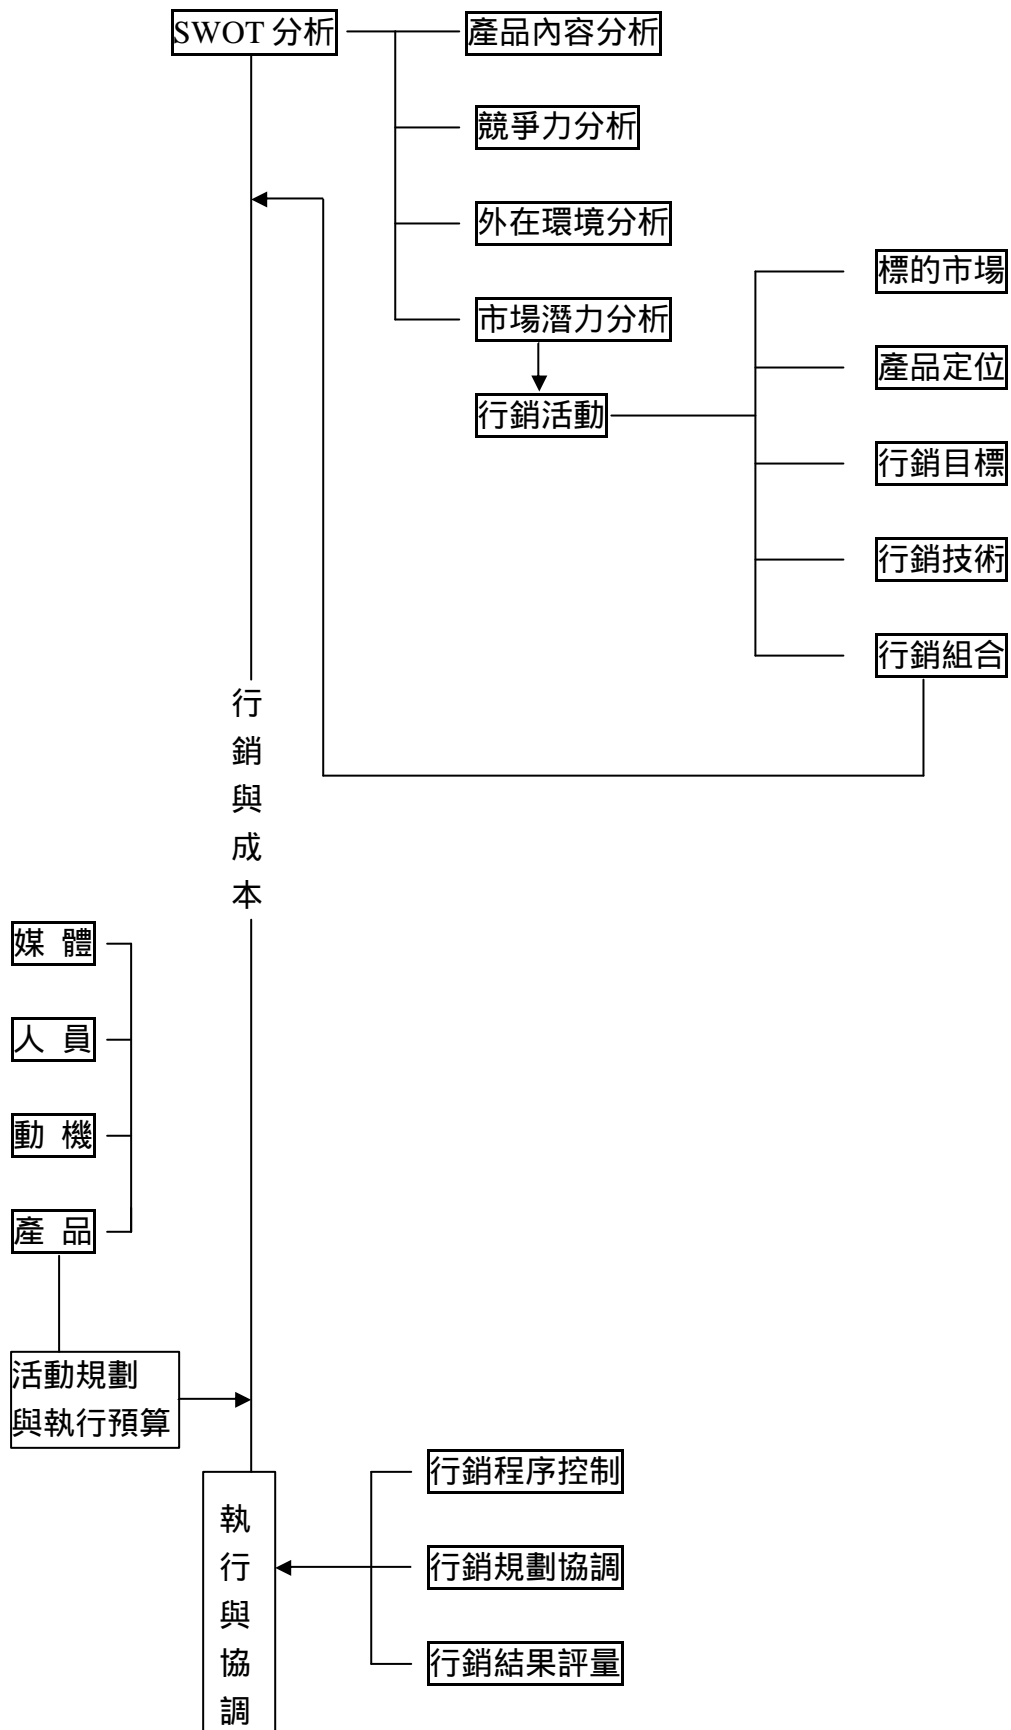 SWOT 分析
產品內容分析
競爭力分析
外在環境分析
市場潛力分析
行銷活動
標的市場
產品定位
行銷目標
行銷技術
行銷組合
行銷與成本
媒 體
人 員
動 機
產 品
活動規劃
與執行預算
執行與協調
行銷程序控制
行銷規劃協調
行銷結果評量